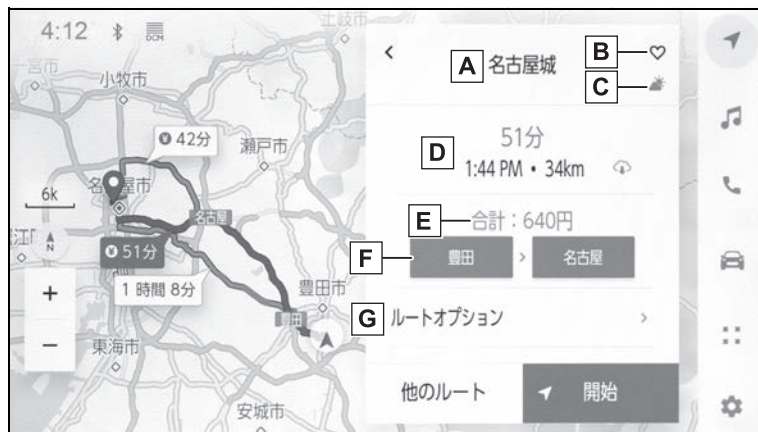 4:12
土岐市
一宮市
小牧市
¥ 42分
瀬戸市
名古屋市
6k
名古屋
N
¥ 51分
1 時間 8分
豊田市
豊田
+
−
東海市
安城市
A 名古屋城
B
C
51分
D
1:44 PM • 34km
E 合計：640円
F 豊田 > 名古屋
G ルートオプション
他のルート
開始